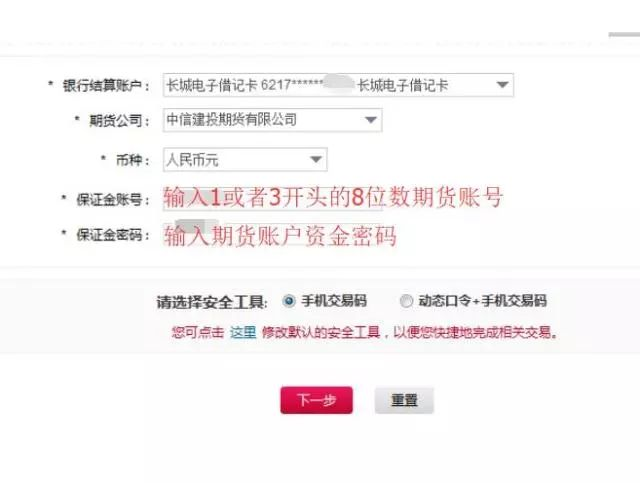 * 银行结算账户： 长城电子借记卡 6217****** 长城电子借记卡
* 期货公司： 中信建投期货有限公司
* 币种： 人民币元
* 保证金账号： 输入1或者3开头的8位数期货账号
* 保证金密码： 输入期货账户资金密码
请选择安全工具: 手机交易码 动态口令+手机交易码
您可点击 这里 修改默认的安全工具，以便您快捷地完成相关交易。
下一步 重置